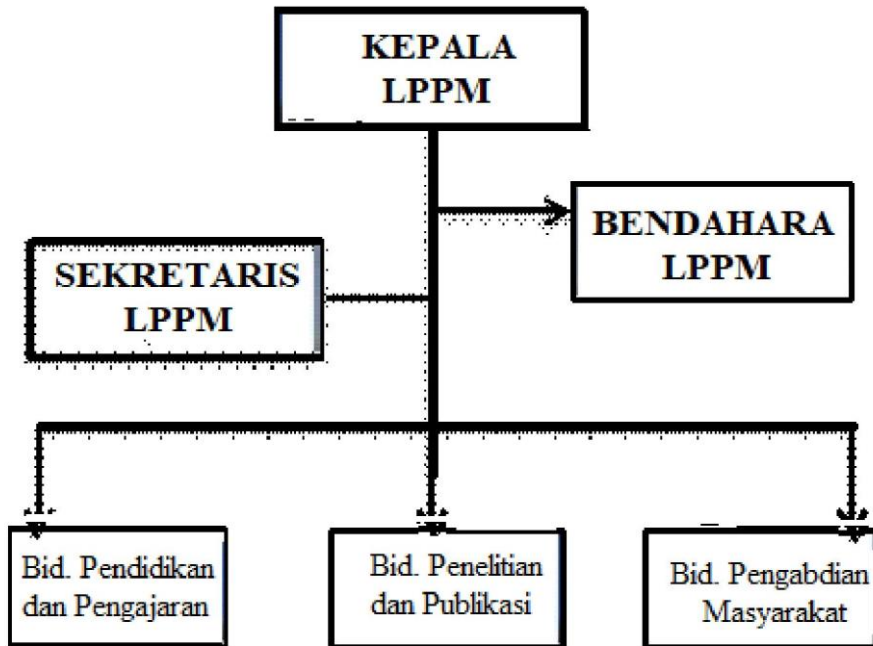 KEPALA
LPPM
BENDAHARA
LPPM
SEKRETARIS
LPPM
Bid. Pendidikan
dan Pengajaran
Bid. Penelitian
dan Publikasi
Bid. Pengabdian
Masyarakat